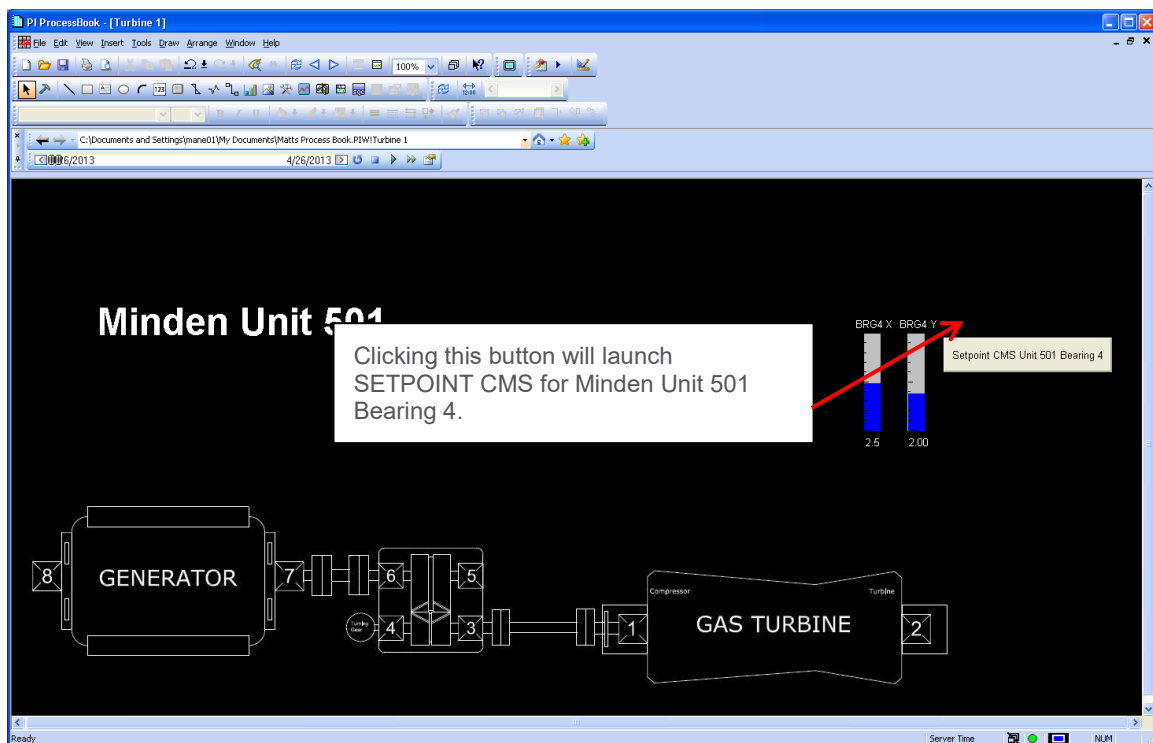 PI ProcessBook - [Turbine 1]
File Edit View Insert Tools Draw Arrange Window Help
100%
123
C:\Documents and Settings\mane01\My Documents\Matts Process Book.PIW!Turbine 1
6/2013 4/26/2013
Minden Unit 501
BRG4 X BRG4 Y
Setpoint CMS Unit 501 Bearing 4
Clicking this button will launch
SETPOINT CMS for Minden Unit 501
Bearing 4.
2.5 2.00
8 GENERATOR 7 6 5
Compressor Turbine
Turning
Gear
4 3 1 GAS TURBINE 2
Ready Server Time NUM